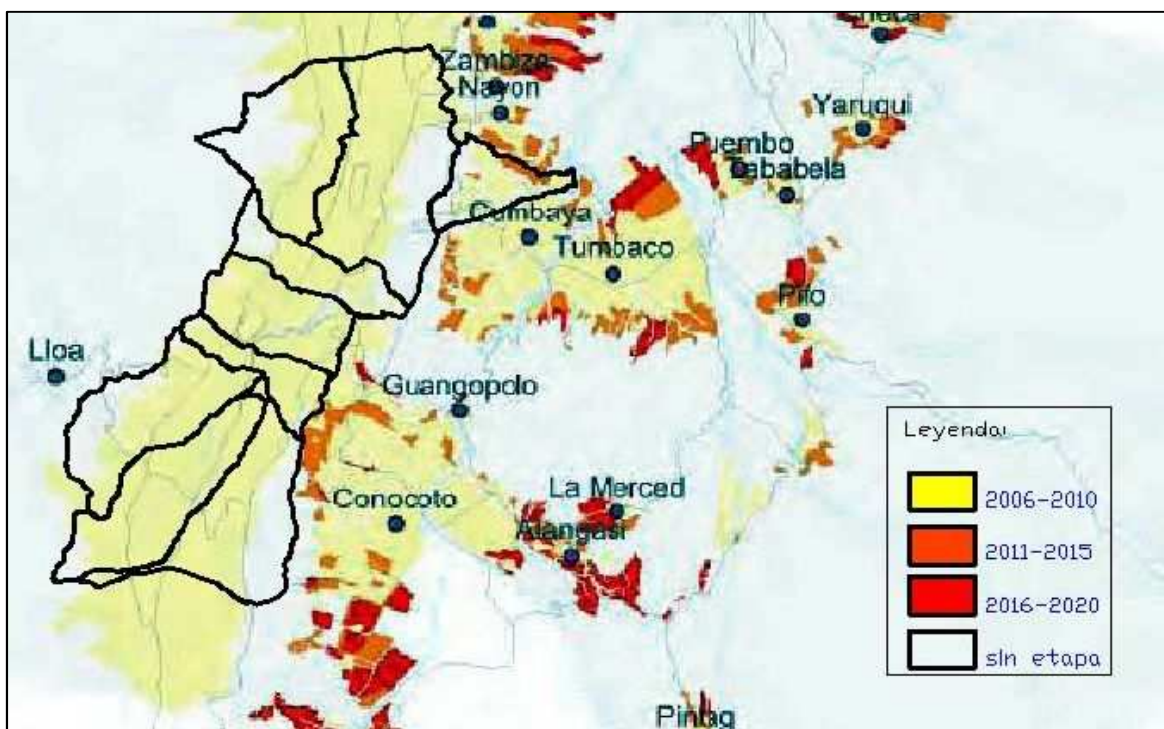 Checa
Zambiza
Nayon
Yaruqui
Puembo
Tababela
Cumbaya
Tumbaco
Pifo
Lloa
Guangopolo
Leyenda:
2006-2010
La Merced
Conocoto
2011-2015
Alangasi
2016-2020
sin etapa
Pintag